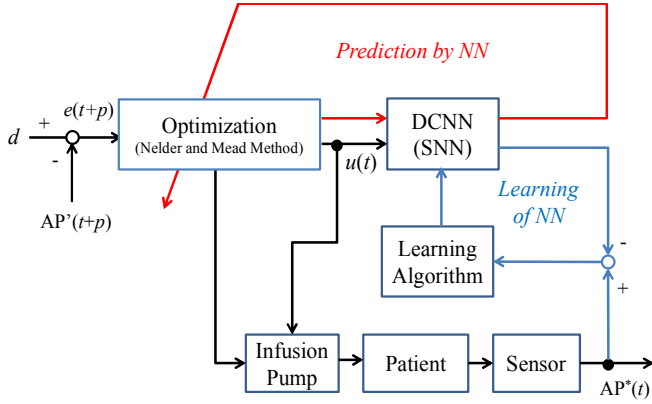 Prediction by NN
e(t+p)
+
d
-
AP’(t+p)
Optimization
(Nelder and Mead Method)
u(t)
DCNN
(SNN)
Learning
of NN
-
+
Learning
Algorithm
Infusion
Pump
Patient
Sensor
AP*(t)